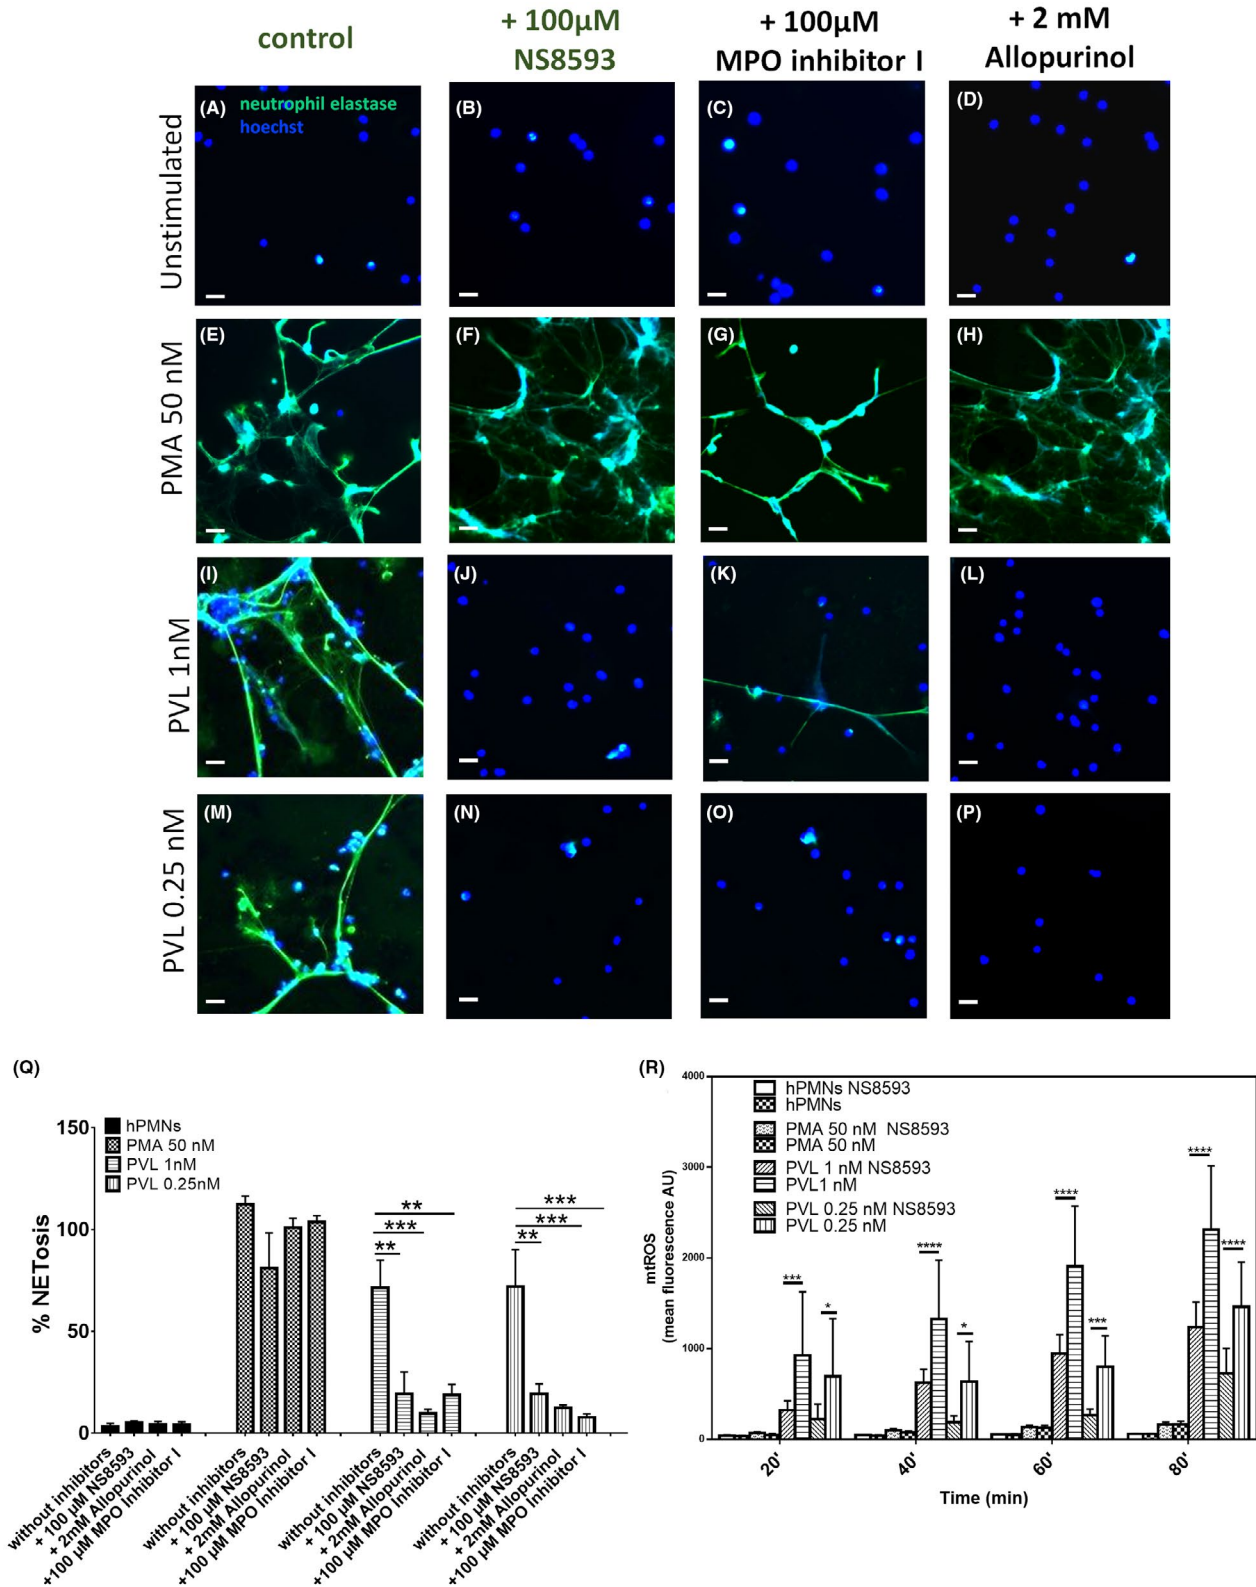 control
+ 100µM
NS8593
+ 100µM
MPO inhibitor I
+ 2 mM
Allopurinol
Unstimulated
(A) neutrophil elastase
hoechst
(B)
(C)
(D)
PMA 50 nM
(E)
(F)
(G)
(H)
PVL 1nM
(I)
(J)
(K)
(L)
PVL 0.25 nM
(M)
(N)
(O)
(P)
(Q)
% NETosis
150
100
50
0
hPMNs
PMA 50 nM
PVL 1nM
PVL 0.25nM
**
***
**
***
***
**
without inhibitors
+ 100 µM NS8593
+ 2mM Allopurinol
+100 µM MPO Inhibitor I
without inhibitors
+ 100 µM NS8593
+ 2mM Allopurinol
+100 µM MPO Inhibitor I
without inhibitors
+ 100 µM NS8593
+ 2mM Allopurinol
+100 µM MPO Inhibitor I
without inhibitors
+ 100 µM NS8593
+ 2mM Allopurinol
+100 µM MPO Inhibitor I
(R)
mtROS
(mean fluorescence AU)
4000
3000
2000
1000
0
hPMNs NS8593
hPMNs
PMA 50 nM NS8593
PMA 50 nM
PVL 1 nM NS8593
PVL1 nM
PVL 0.25 nM NS8593
PVL 0.25 nM
***
*
****
*
****
***
****
****
20'
40'
60'
80'
Time (min)